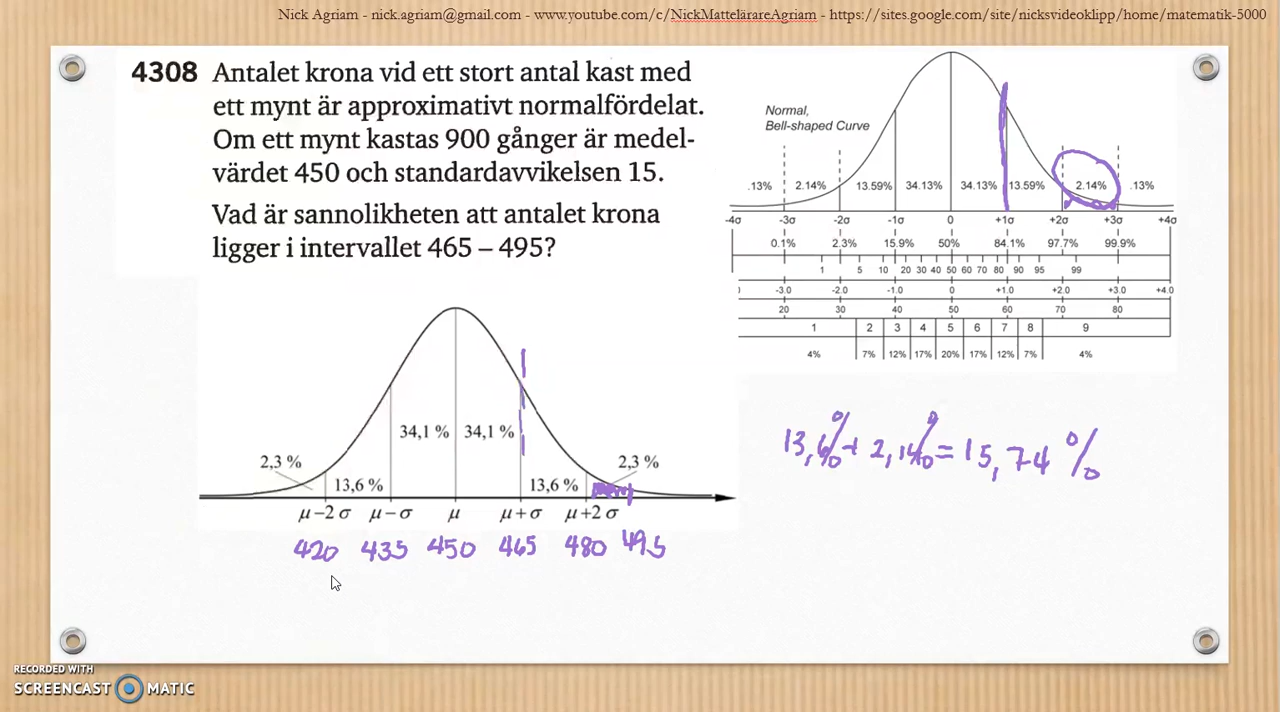 Nick Agriam - nick.agriam@gmail.com - www.youtube.com/c/NickMattelärareAgriam - https://sites.google.com/site/nicksvideoklipp/home/matematik-5000
4308 Antalet krona vid ett stort antal kast med
ett mynt är approximativt normalfördelat.
Om ett mynt kastas 900 gånger är medel-
värdet 450 och standardavvikelsen 15.
Vad är sannolikheten att antalet krona
ligger i intervallet 465 – 495?
Normal,
Bell-shaped Curve
.13% 2.14% 13.59% 34.13% 34.13% 13.59% 2.14% .13%
-4σ -3σ -2σ -1σ 0 +1σ +2σ +3σ +4σ
0.1% 2.3% 15.9% 50% 84.1% 97.7% 99.9%
1 5 10 20 30 40 50 60 70 80 90 95 99
-3.0 -2.0 -1.0 0 +1.0 +2.0 +3.0 +4.0
20 30 40 50 60 70 80
1 2 3 4 5 6 7 8 9
4% 7% 12% 17% 20% 17% 12% 7% 4%
34,1 % 34,1 %
2,3 % 2,3 %
13,6 % 13,6 %
μ−2 σ μ−σ μ μ+σ μ+2 σ
420 435 450 465 480 495
13,6% + 2,14% = 15,74 %
RECORDED WITH
SCREENCAST MATIC